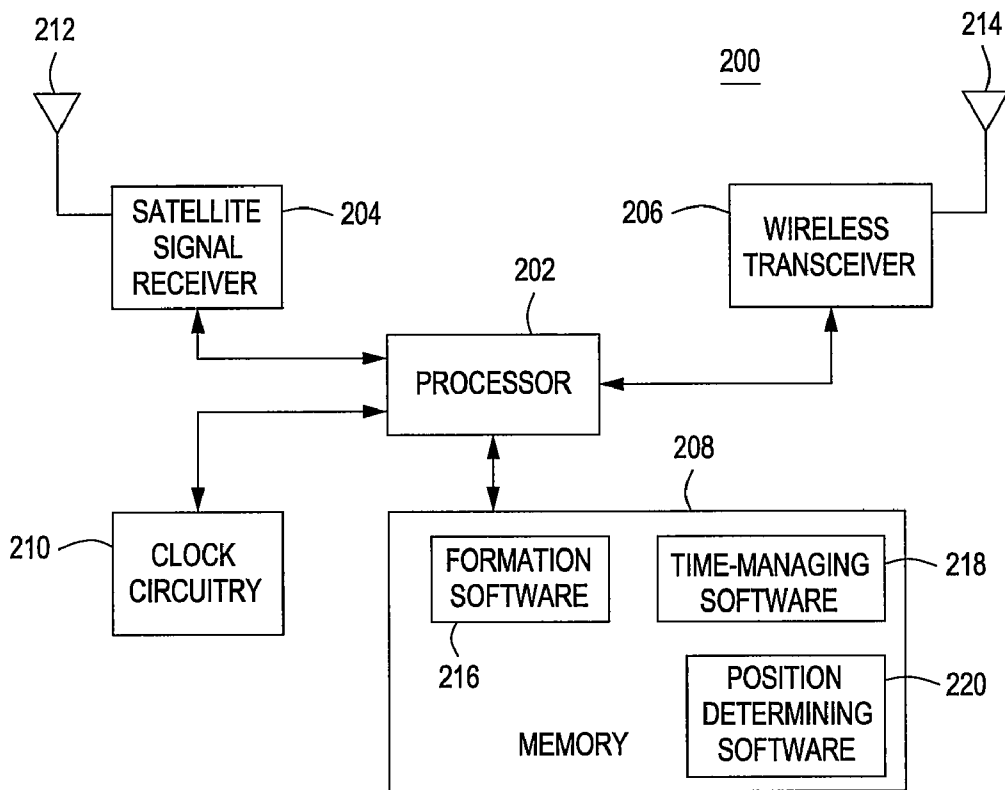 212
214
200
SATELLITE
SIGNAL
RECEIVER
204
206
WIRELESS
TRANSCEIVER
202
PROCESSOR
210
CLOCK
CIRCUITRY
208
FORMATION
SOFTWARE
216
TIME-MANAGING
SOFTWARE
218
POSITION
DETERMINING
SOFTWARE
220
MEMORY